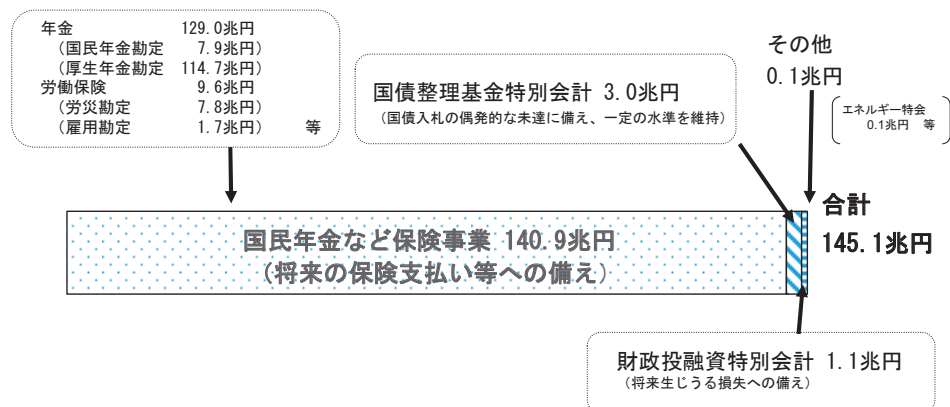 年金 129.0兆円
（国民年金勘定 7.9兆円）
（厚生年金勘定 114.7兆円）
労働保険 9.6兆円
（労災勘定 7.8兆円）
（雇用勘定 1.7兆円） 等
国債整理基金特別会計 3.0兆円
（国債入札の偶発的な未達に備え、一定の水準を維持）
その他
0.1兆円
エネルギー特会
0.1兆円 等
国民年金など保険事業 140.9兆円
（将来の保険支払い等への備え）
合計
145.1兆円
財政投融資特別会計 1.1兆円
（将来生じうる損失への備え）